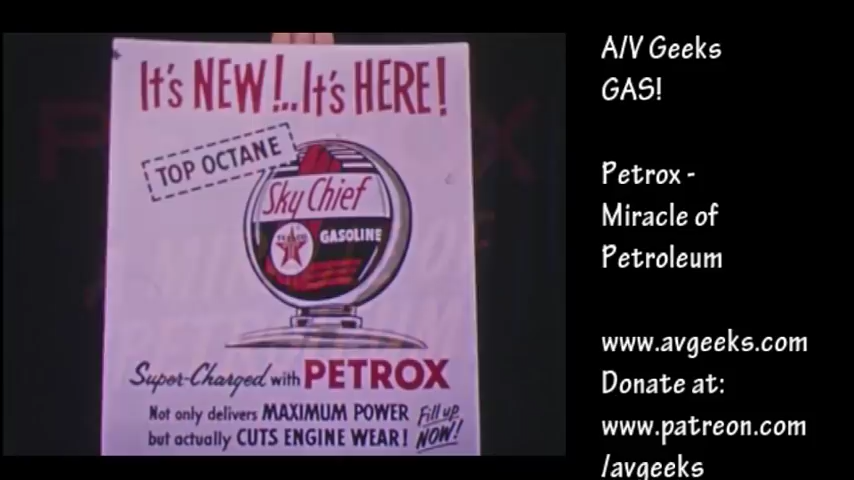 It's NEW!..It's HERE!
TOP OCTANE
Sky Chief
GASOLINE
Super-Charged with PETROX
Not only delivers MAXIMUM POWER
but actually CUTS ENGINE WEAR!
Fill up
NOW!
A/V Geeks
GAS!
Petrox -
Miracle of
Petroleum
www.avgeeks.com
Donate at:
www.patreon.com
/avgeeks